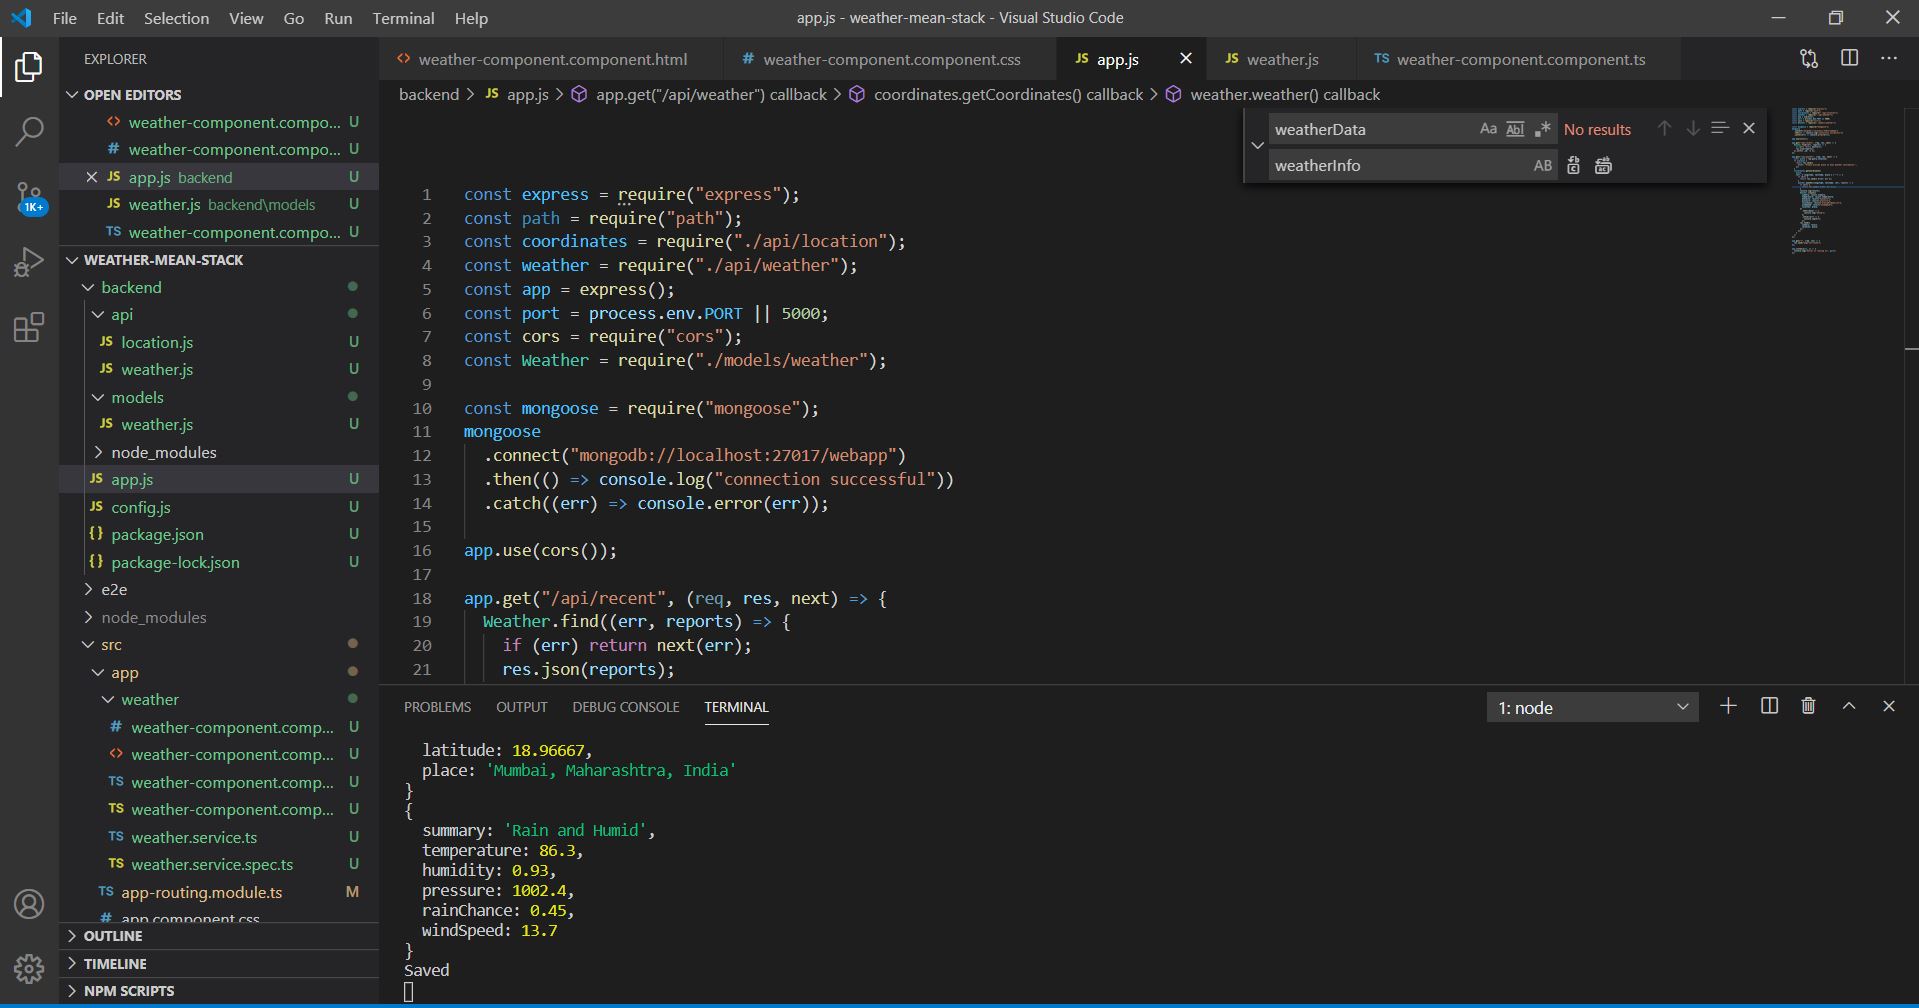 File Edit Selection View Go Run Terminal Help
app.js - weather-mean-stack - Visual Studio Code
EXPLORER
OPEN EDITORS
weather-component.compo... U
weather-component.compo... U
app.js backend U
weather.js backend\models U
weather-component.compo... U
WEATHER-MEAN-STACK
backend
api
location.js U
weather.js U
models
weather.js U
node_modules
app.js U
config.js U
package.json U
package-lock.json U
e2e
node_modules
src
app
weather
weather-component.comp... U
weather-component.comp... U
weather-component.comp... U
weather-component.comp... U
weather.service.ts U
weather.service.spec.ts U
app-routing.module.ts M
app.component.css
OUTLINE
TIMELINE
NPM SCRIPTS
1K+
weather-component.component.html
weather-component.component.css
app.js
weather.js
weather-component.component.ts
backend > JS app.js > app.get("/api/weather") callback > coordinates.getCoordinates() callback > weather.weather() callback
weatherData Aa Abl .* No results
weatherInfo AB
1 const express = require("express");
2 const path = require("path");
3 const coordinates = require("./api/location");
4 const weather = require("./api/weather");
5 const app = express();
6 const port = process.env.PORT || 5000;
7 const cors = require("cors");
8 const Weather = require("./models/weather");
9
10 const mongoose = require("mongoose");
11 mongoose
12 .connect("mongodb://localhost:27017/webapp")
13 .then(() => console.log("connection successful"))
14 .catch((err) => console.error(err));
15
16 app.use(cors());
17
18 app.get("/api/recent", (req, res, next) => {
19 Weather.find((err, reports) => {
20 if (err) return next(err);
21 res.json(reports);
PROBLEMS OUTPUT DEBUG CONSOLE TERMINAL
1: node
latitude: 18.96667,
place: 'Mumbai, Maharashtra, India'
}
{
summary: 'Rain and Humid',
temperature: 86.3,
humidity: 0.93,
pressure: 1002.4,
rainChance: 0.45,
windSpeed: 13.7
}
Saved